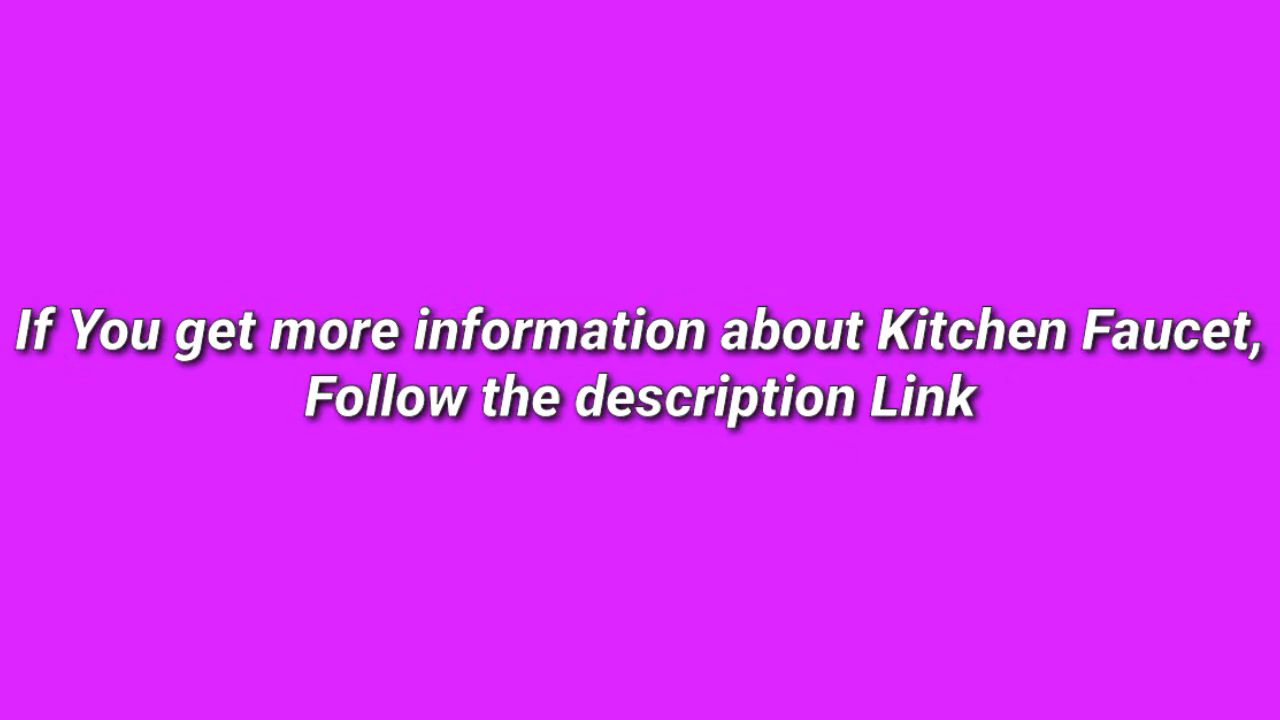 If You get more information about Kitchen Faucet,
Follow the description Link